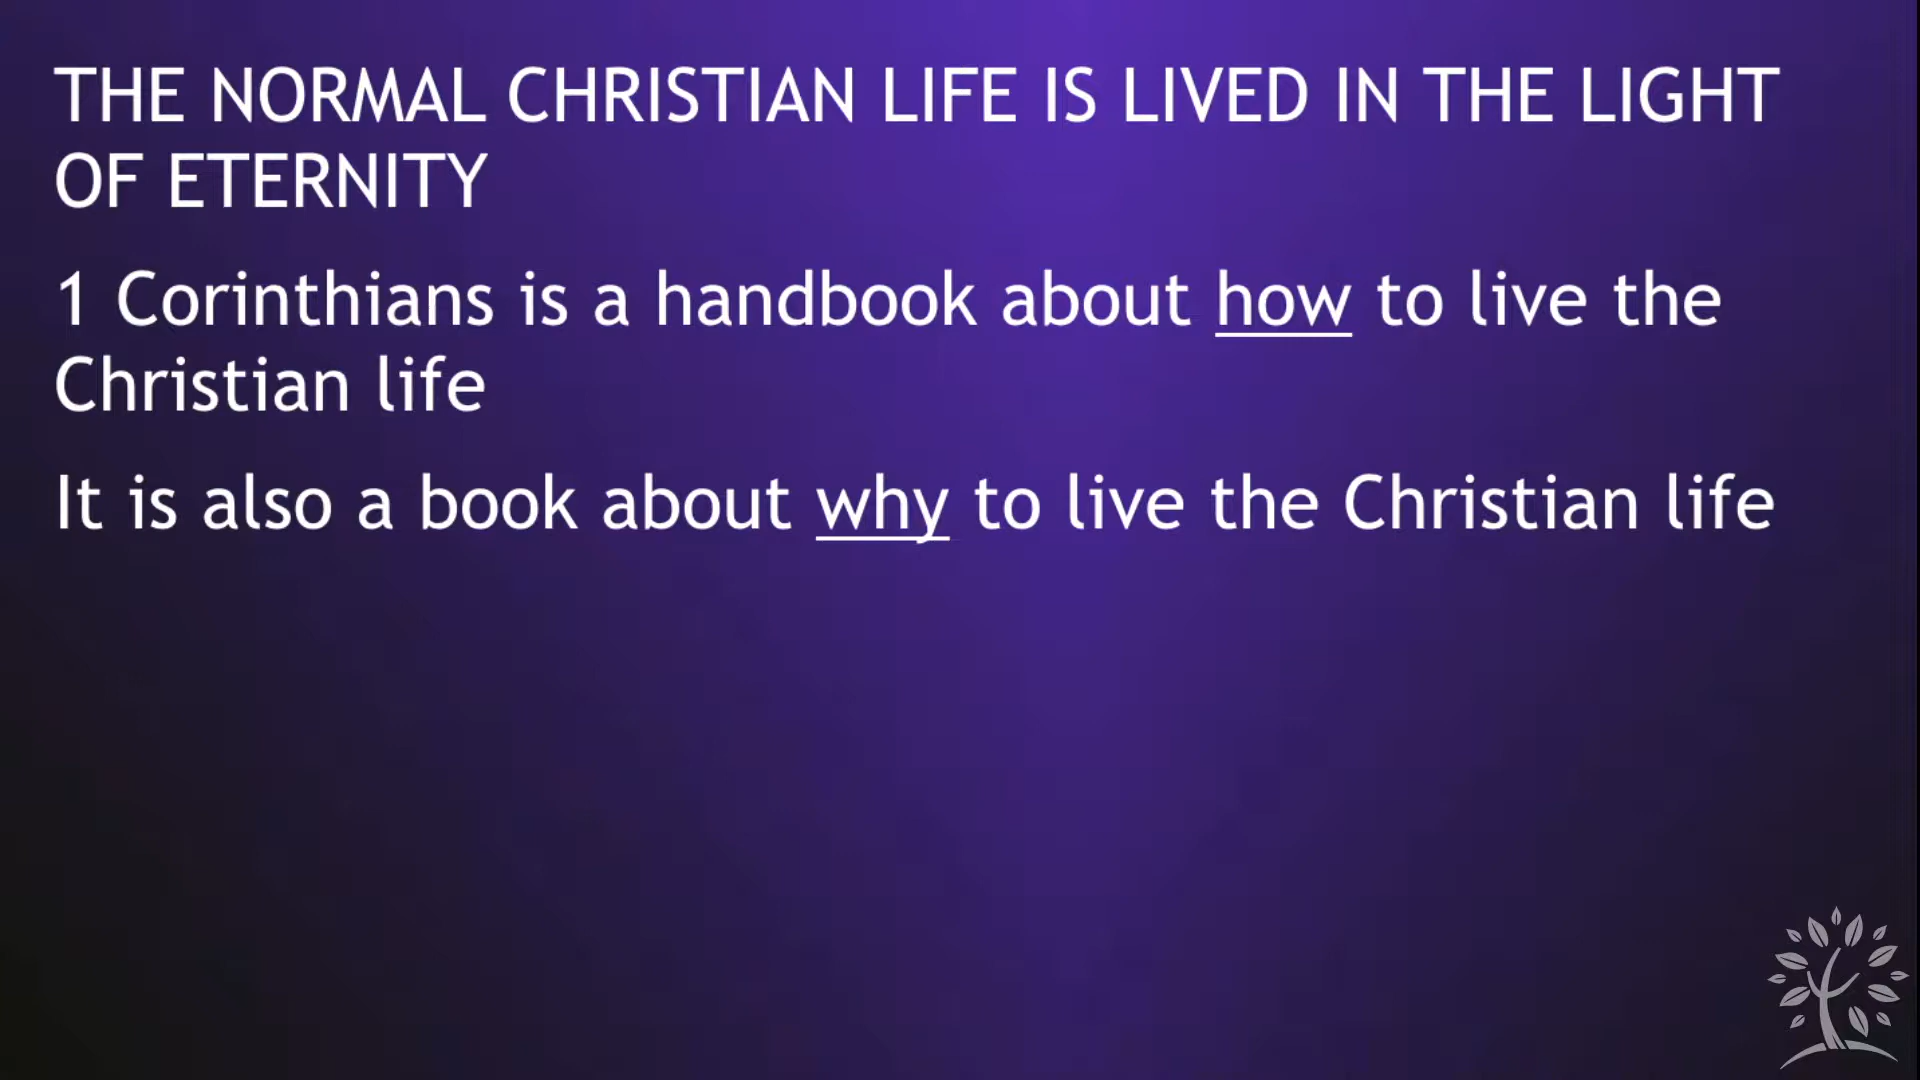 THE NORMAL CHRISTIAN LIFE IS LIVED IN THE LIGHT
OF ETERNITY
1 Corinthians is a handbook about how to live the
Christian life
It is also a book about why to live the Christian life